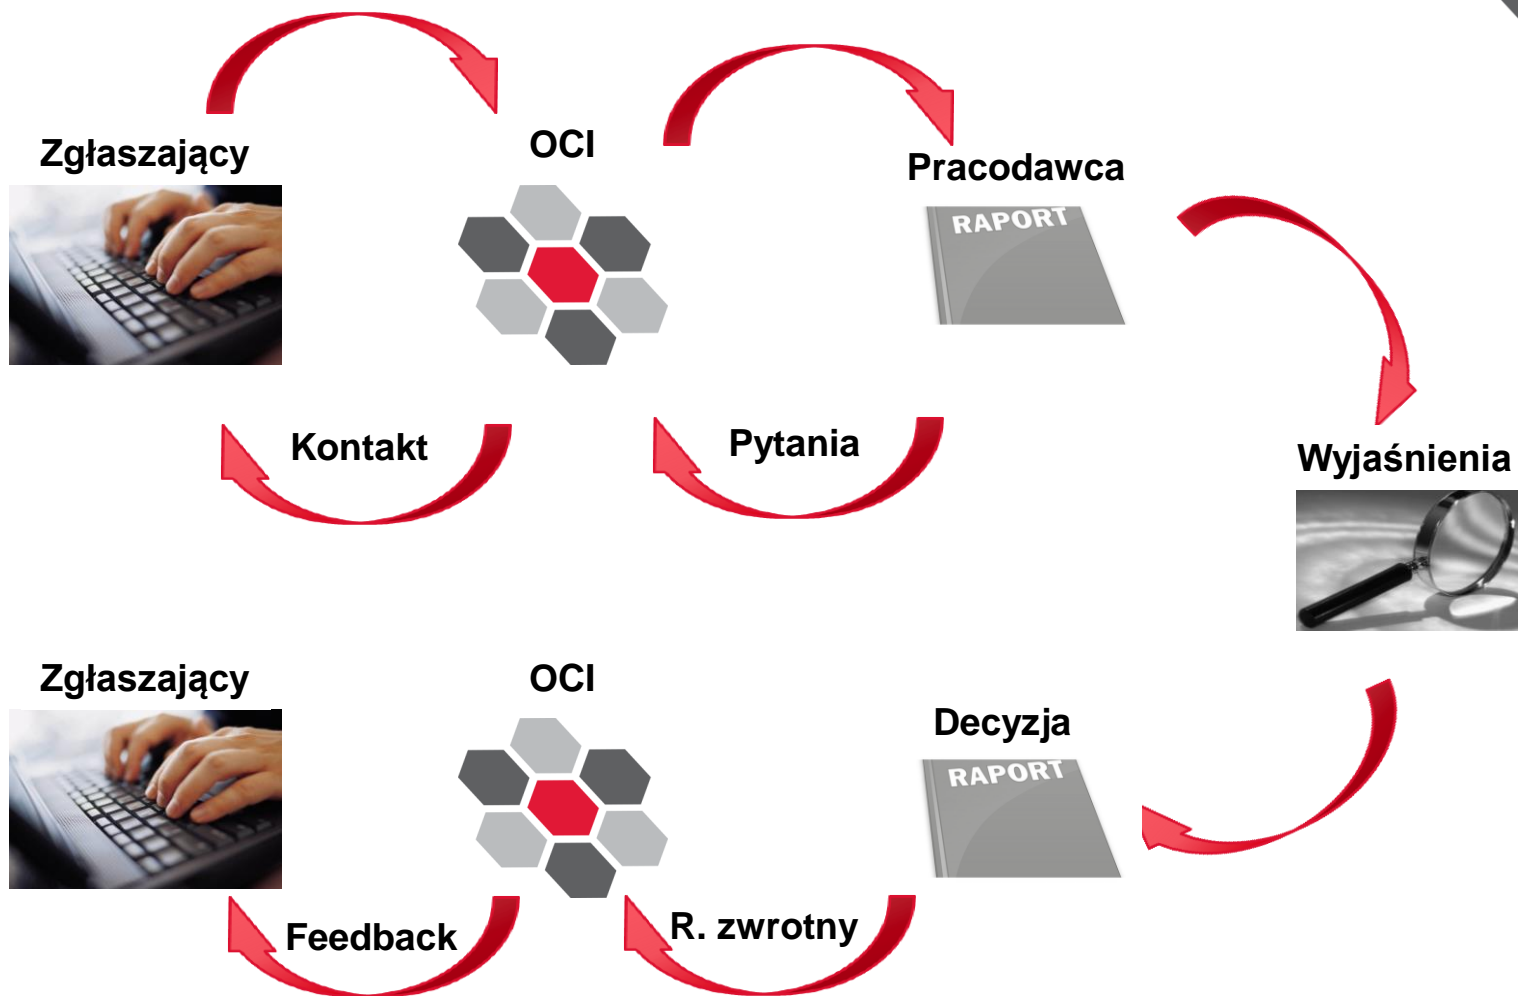 Zgłaszający
OCI
Pracodawca
RAPORT
Kontakt
Pytania
Wyjaśnienia
Zgłaszający
OCI
Decyzja
RAPORT
Feedback
R. zwrotny